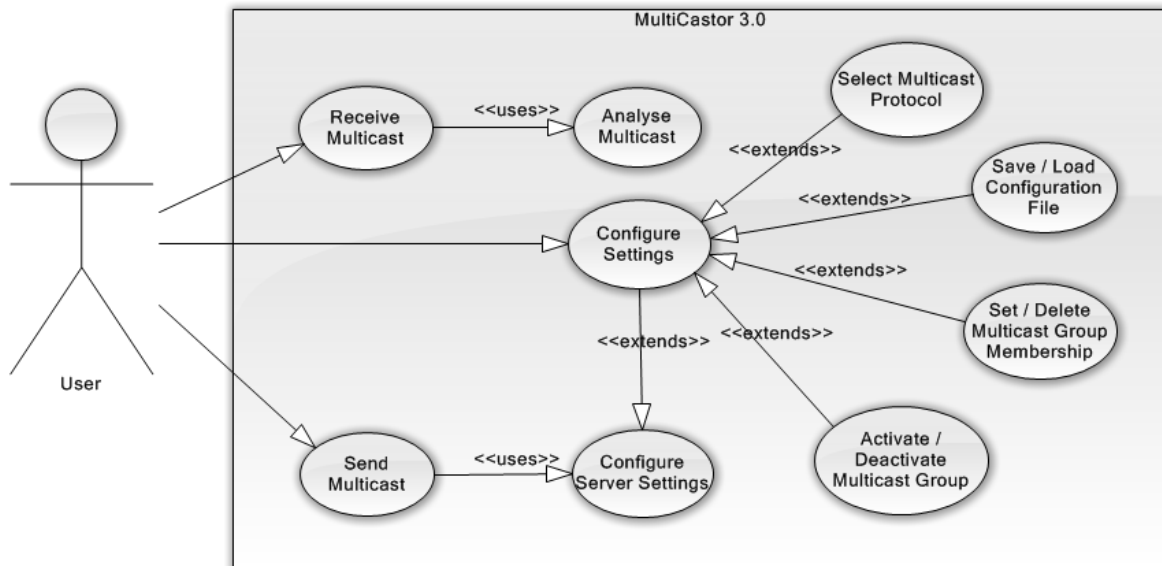 MultiCastor 3.0
Select Multicast
Protocol
Receive
Multicast
<<uses>>
Analyse
Multicast
<<extends>>
Save / Load
Configuration
File
<<extends>>
Configure
Settings
<<extends>>
Set / Delete
Multicast Group
Membership
<<extends>>
<<extends>>
User
Send
Multicast
<<uses>>
Configure
Server Settings
Activate /
Deactivate
Multicast Group